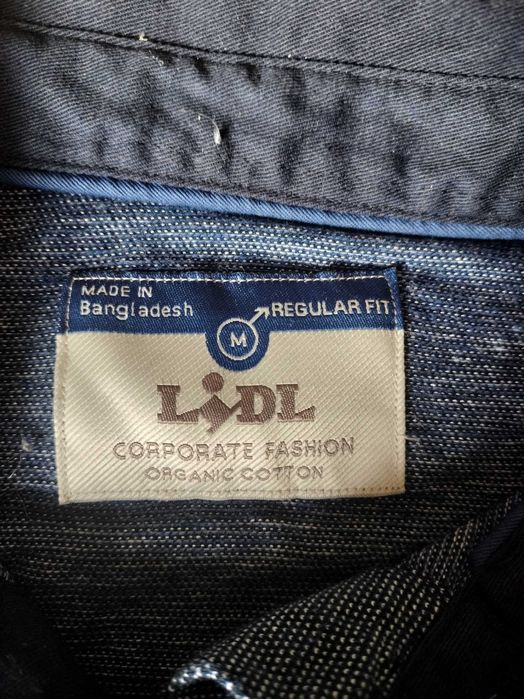 MADE IN
Bangladesh
REGULAR FIT
M
LiDL
CORPORATE FASHION
ORGANIC COTTON